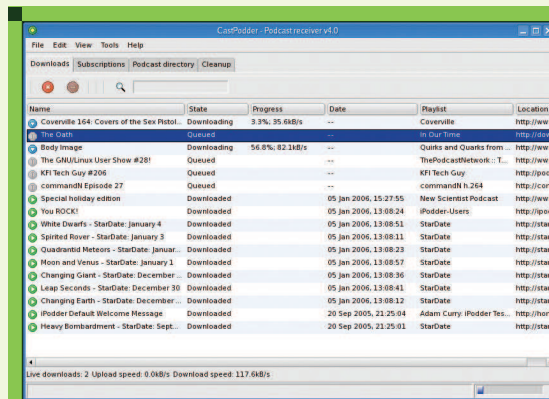 CastPodder - Podcast receiver v4.0
File Edit View Tools Help
Downloads Subscriptions Podcast directory Cleanup
Name State Progress Date Playlist Location
Coverville 164: Covers of the Sex Pistol... Downloading 3.3%; 35.6kB/s -- Coverville http://ww
The Oath Queued -- In Our Time http://dow
Body Image Downloading 56.8%; 82.1kB/s -- Quirks and Quarks from ... http://ww
The GNU/Linux User Show #28! Queued -- ThePodcastNetwork :: T... http://ww
KFI Tech Guy #206 Queued -- KFI Tech Guy http://poc
commandN Episode 27 Queued -- commandN h.264 http://cor
Special holiday edition Downloaded 05 Jan 2006, 15:27:55 New Scientist Podcast http://ww
You ROCK! Downloaded 05 Jan 2006, 13:08:24 iPodder-Users http://ipo
White Dwarfs - StarDate: January 4 Downloaded 05 Jan 2006, 13:08:51 StarDate http://sta
Spirited Rover - StarDate: January 3 Downloaded 05 Jan 2006, 13:08:11 StarDate http://sta
Quadrantid Meteors - StarDate: Januar... Downloaded 05 Jan 2006, 13:08:23 StarDate http://sta
Moon and Venus - StarDate: January 1 Downloaded 05 Jan 2006, 13:08:57 StarDate http://sta
Changing Giant - StarDate: December ... Downloaded 05 Jan 2006, 13:08:36 StarDate http://sta
Leap Seconds - StarDate: December 30 Downloaded 05 Jan 2006, 13:08:41 StarDate http://sta
Changing Earth - StarDate: December ... Downloaded 05 Jan 2006, 13:08:12 StarDate http://sta
iPodder Default Welcome Message Downloaded 20 Sep 2005, 21:25:04 Adam Curry: iPodder Tes... http://hor
Heavy Bombardment - StarDate: Sept... Downloaded 20 Sep 2005, 21:25:01 StarDate http://sta
Live downloads: 2 Upload speed: 0.0kB/s Download speed: 117.6kB/s